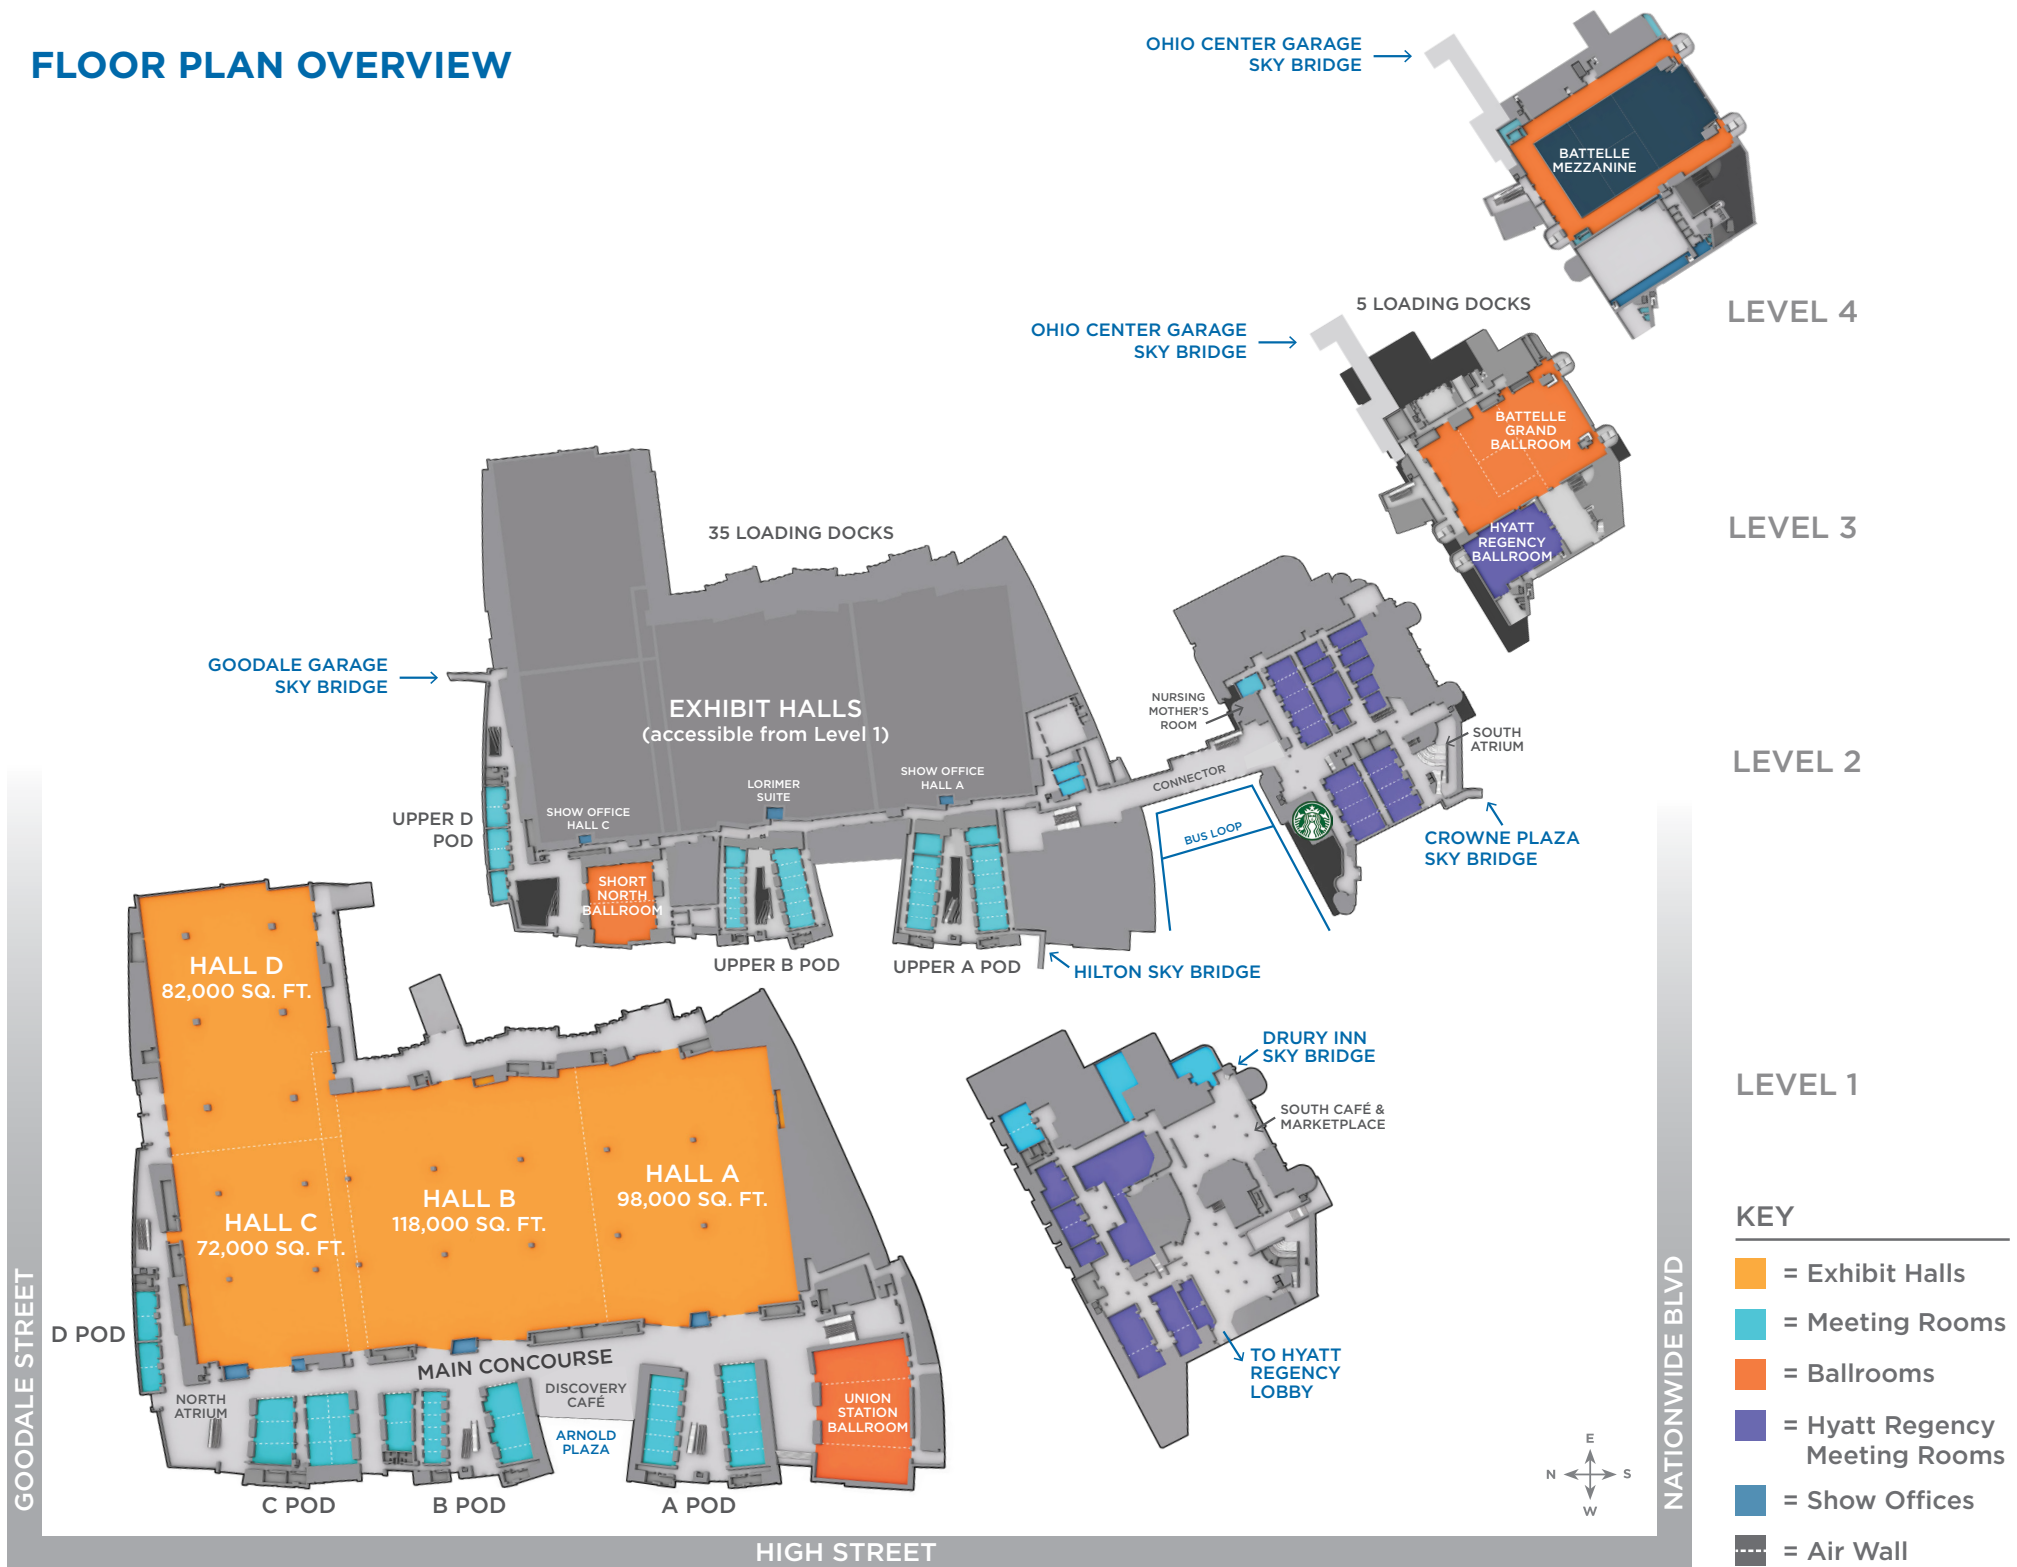 FLOOR PLAN OVERVIEW
OHIO CENTER GARAGE
SKY BRIDGE
BATTELLE
MEZZANINE
LEVEL 4
5 LOADING DOCKS
OHIO CENTER GARAGE
SKY BRIDGE
BATTELLE
GRAND
BALLROOM
HYATT
REGENCY
BALLROOM
LEVEL 3
35 LOADING DOCKS
GOODALE GARAGE
SKY BRIDGE
EXHIBIT HALLS
(accessible from Level 1)
NURSING
MOTHER'S
ROOM
SOUTH
ATRIUM
LEVEL 2
CONNECTOR
SHOW OFFICE
HALL A
LORIMER
SUITE
SHOW OFFICE
HALL C
UPPER D
POD
BUS LOOP
CROWNE PLAZA
SKY BRIDGE
SHORT
NORTH
BALLROOM
UPPER B POD
UPPER A POD
HILTON SKY BRIDGE
HALL D
82,000 SQ. FT.
DRURY INN
SKY BRIDGE
LEVEL 1
SOUTH CAFÉ &
MARKETPLACE
HALL A
98,000 SQ. FT.
HALL B
118,000 SQ. FT.
HALL C
72,000 SQ. FT.
D POD
MAIN CONCOURSE
NORTH
ATRIUM
DISCOVERY
CAFÉ
ARNOLD
PLAZA
UNION
STATION
BALLROOM
TO HYATT
REGENCY
LOBBY
C POD
B POD
A POD
GOODALE STREET
HIGH STREET
NATIONWIDE BLVD
E
N
S
W
KEY
= Exhibit Halls
= Meeting Rooms
= Ballrooms
= Hyatt Regency
Meeting Rooms
= Show Offices
= Air Wall